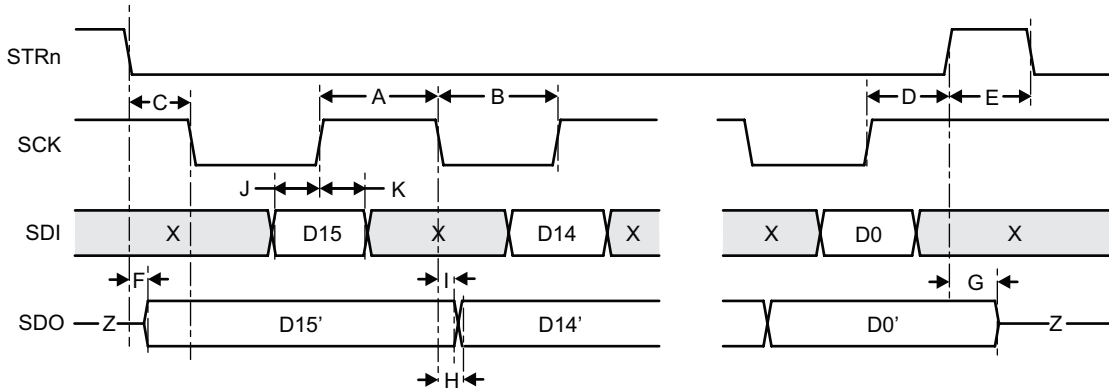 STRn
C A B D E
SCK
J K
SDI X D15 X D14 X X D0 X
F I G
SDO Z D15' D14' D0' Z
H